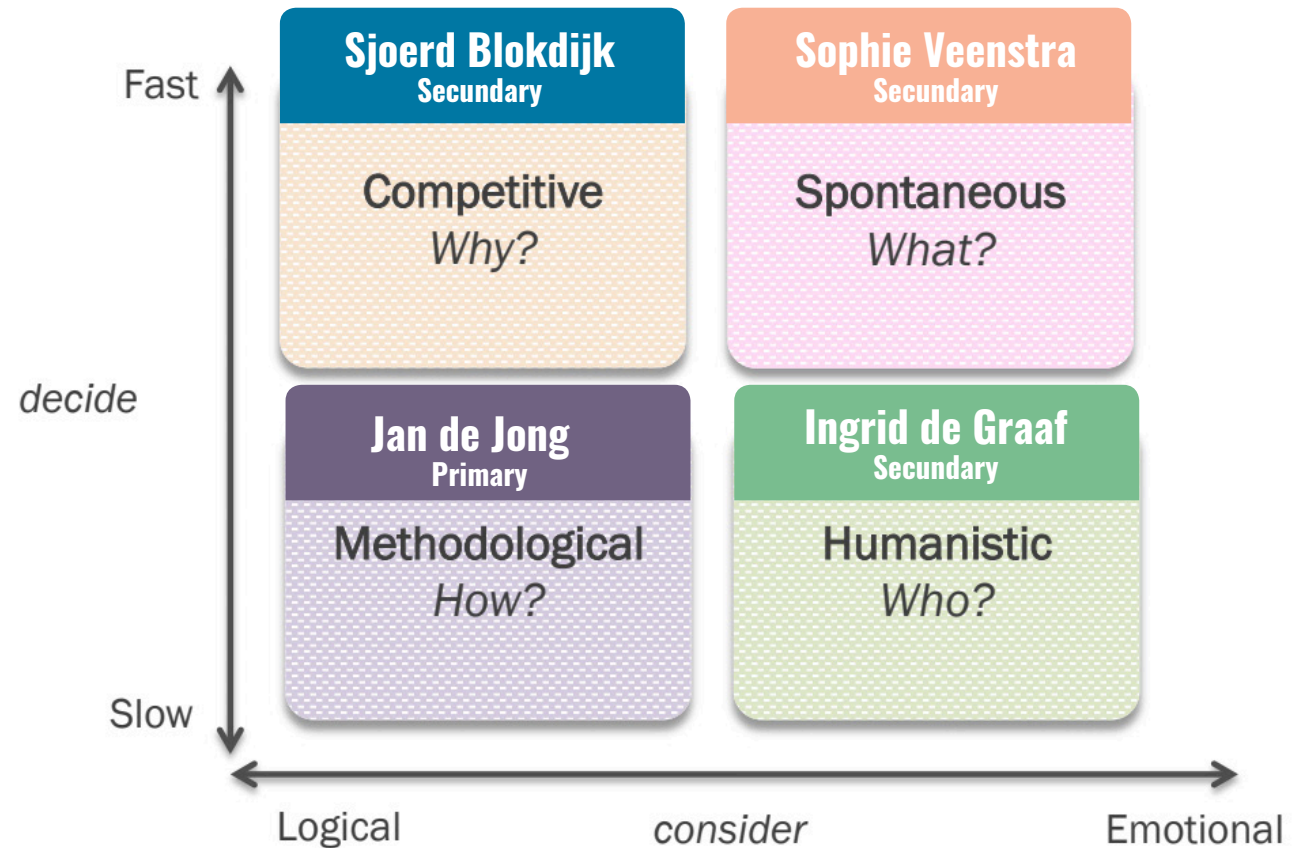 Fast
Sjoerd Blokdijk
Secundary
Competitive
Why?
Sophie Veenstra
Secundary
Spontaneous
What?
decide
Jan de Jong
Primary
Methodological
How?
Ingrid de Graaf
Secundary
Humanistic
Who?
Slow
Logical
consider
Emotional